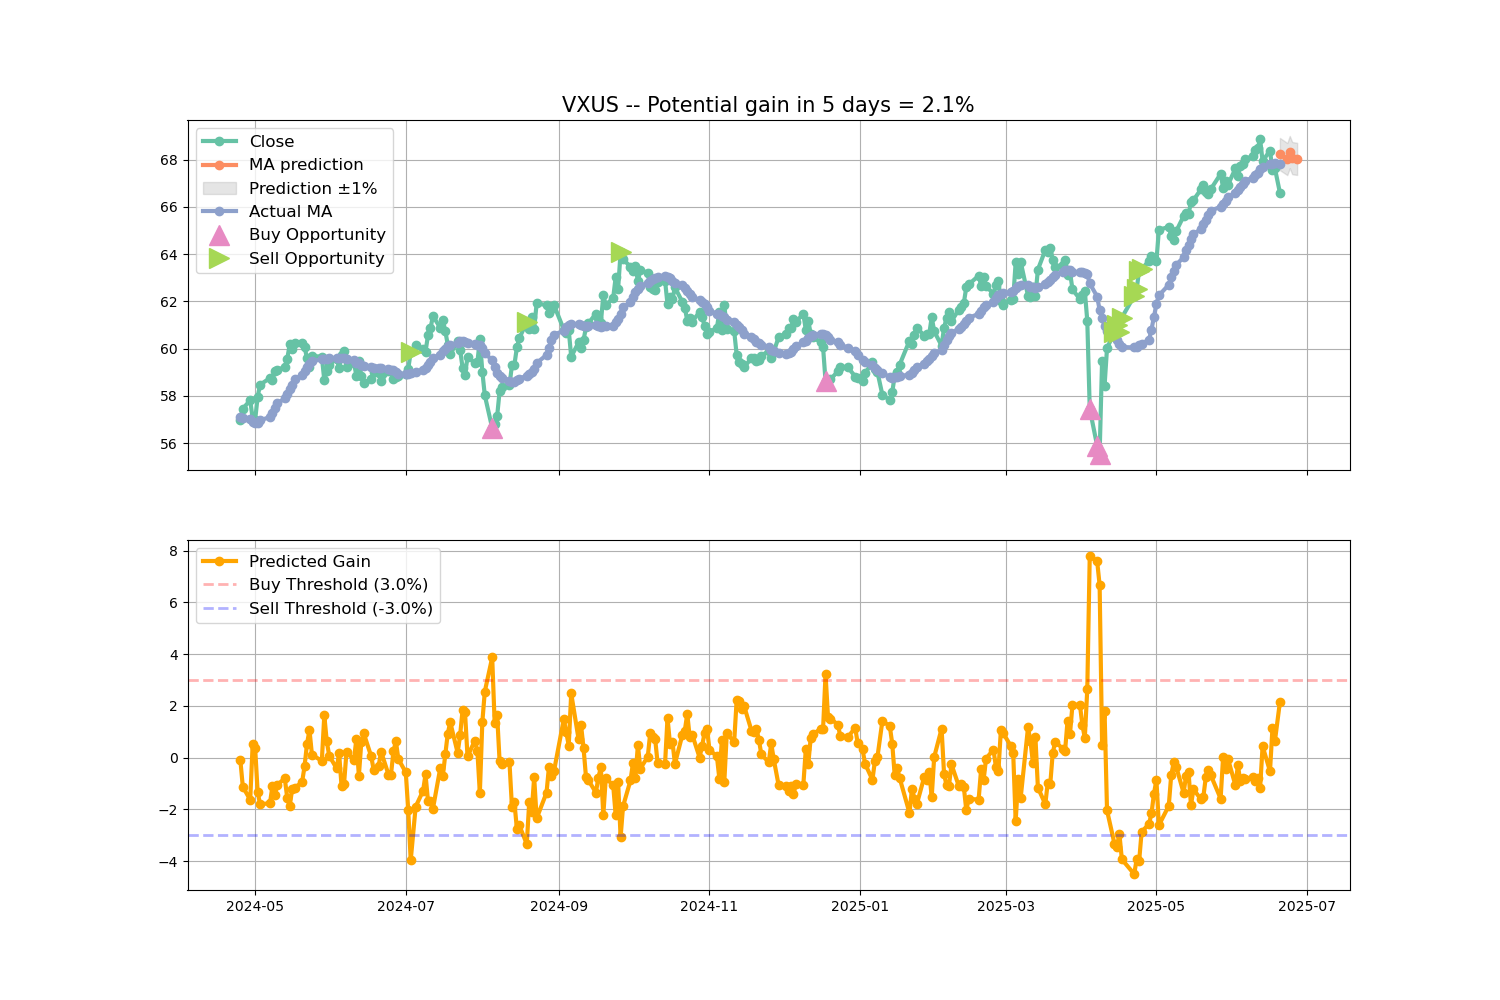 VXUS -- Potential gain in 5 days = 2.1%
Close
MA prediction
Prediction ±1%
Actual MA
Buy Opportunity
Sell Opportunity
68
66
64
62
60
58
56
Predicted Gain
Buy Threshold (3.0%)
Sell Threshold (-3.0%)
8
6
4
2
0
−2
−4
2024-05 2024-07 2024-09 2024-11 2025-01 2025-03 2025-05 2025-07